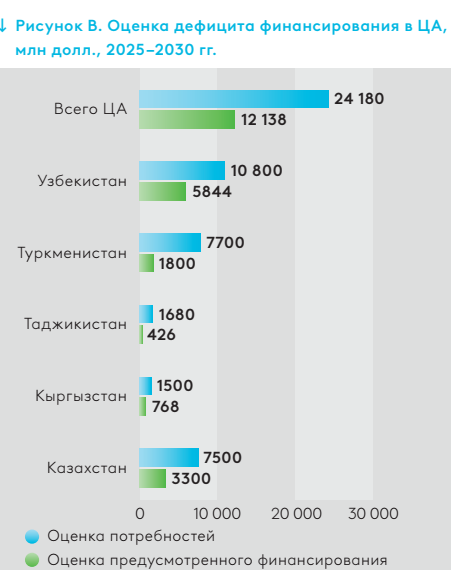 ↓ Рисунок В. Оценка дефицита финансирования в ЦА,
млн долл., 2025–2030 гг.
Всего ЦА
24 180
12 138
Узбекистан
10 800
5844
Туркменистан
7700
1800
Таджикистан
1680
426
Кыргызстан
1500
768
Казахстан
7500
3300
0 10 000 20 000 30 000
Оценка потребностей
Оценка предусмотренного финансирования